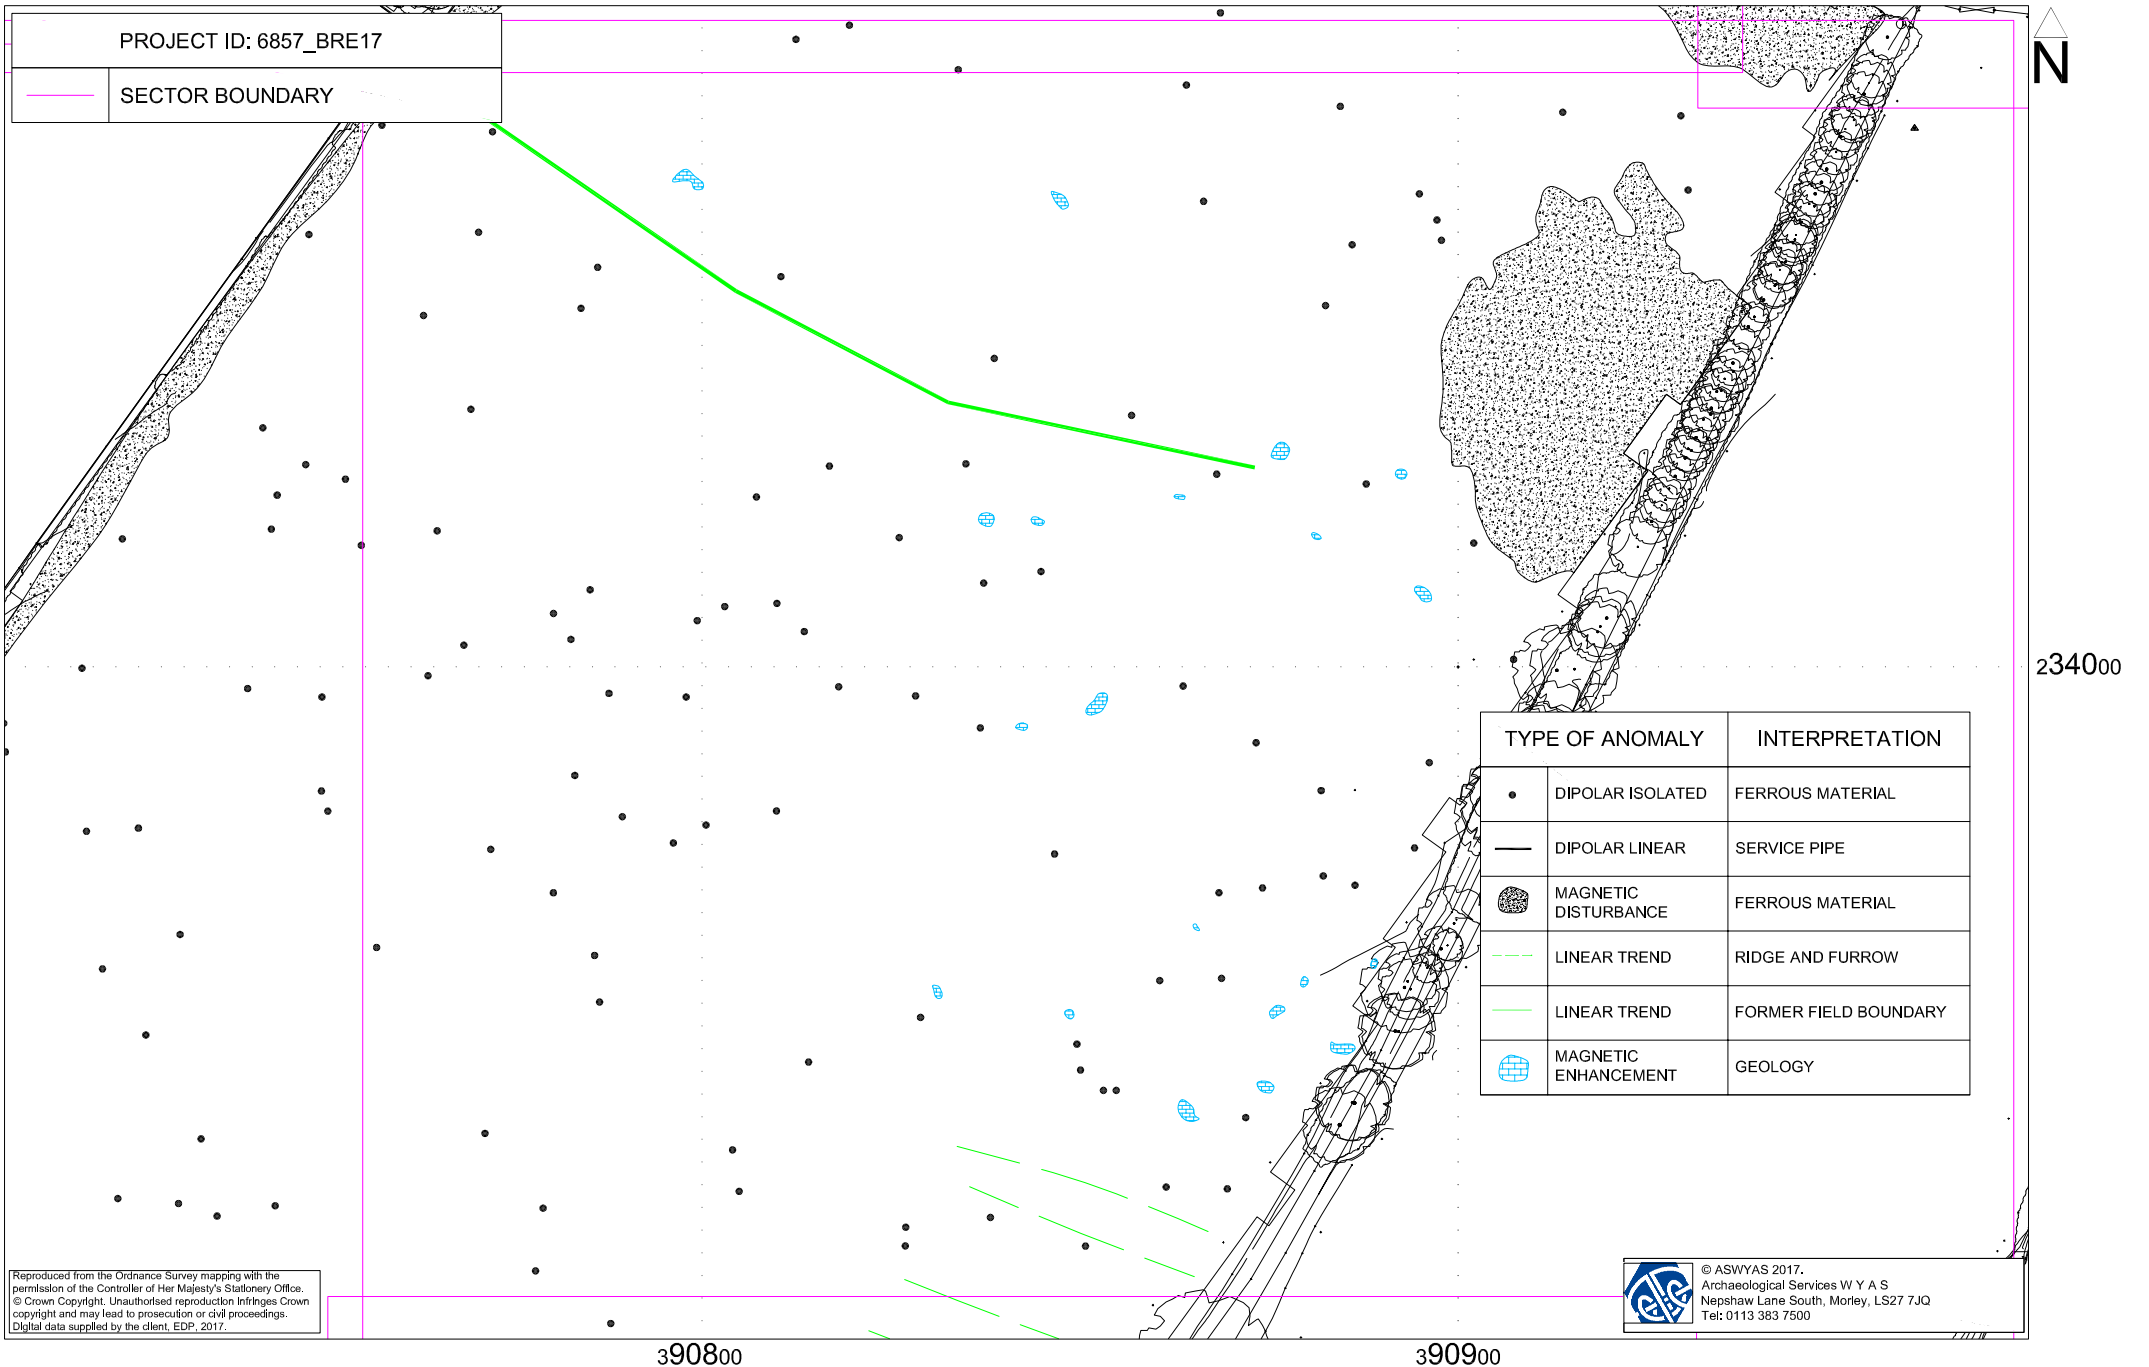 PROJECT ID: 6857_BRE17
SECTOR BOUNDARY
N
234000
TYPE OF ANOMALY INTERPRETATION
DIPOLAR ISOLATED FERROUS MATERIAL
DIPOLAR LINEAR SERVICE PIPE
MAGNETIC
DISTURBANCE
FERROUS MATERIAL
LINEAR TREND RIDGE AND FURROW
LINEAR TREND FORMER FIELD BOUNDARY
MAGNETIC
ENHANCEMENT
GEOLOGY
Reproduced from the Ordnance Survey mapping with the
permission of the Controller of Her Majesty's Stationery Office.
© Crown Copyright. Unauthorised reproduction infringes Crown
copyright and may lead to prosecution or civil proceedings.
Digital data supplied by the client, EDP, 2017.
© ASWYAS 2017.
Archaeological Services W Y A S
Nepshaw Lane South, Morley, LS27 7JQ
Tel: 0113 383 7500
390800
390900